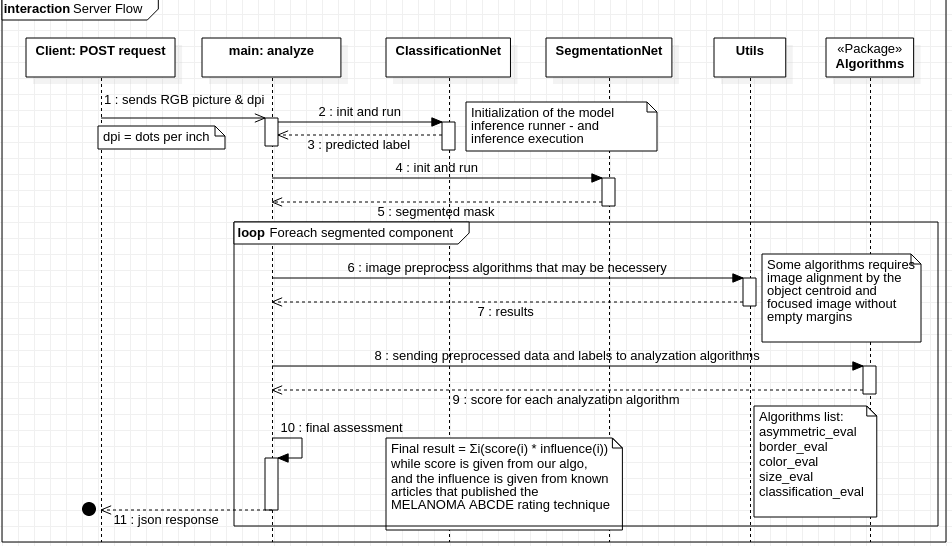 interaction Server Flow
Client: POST request
main: analyze
ClassificationNet
SegmentationNet
Utils
«Package»
Algorithms
1 : sends RGB picture & dpi
dpi = dots per inch
2 : init and run
3 : predicted label
Initialization of the model
inference runner - and
inference execution
4 : init and run
5 : segmented mask
loop Foreach segmented component
6 : image preprocess algorithms that may be necessery
7 : results
Some algorithms requires
image alignment by the
object centroid and
focused image without
empty margins
8 : sending preprocessed data and labels to analyzation algorithms
9 : score for each analyzation algorithm
Algorithms list:
asymmetric_eval
border_eval
color_eval
size_eval
classification_eval
10 : final assessment
Final result = Σi(score(i) * influence(i))
while score is given from our algo,
and the influence is given from known
articles that published the
MELANOMA ABCDE rating technique
11 : json response